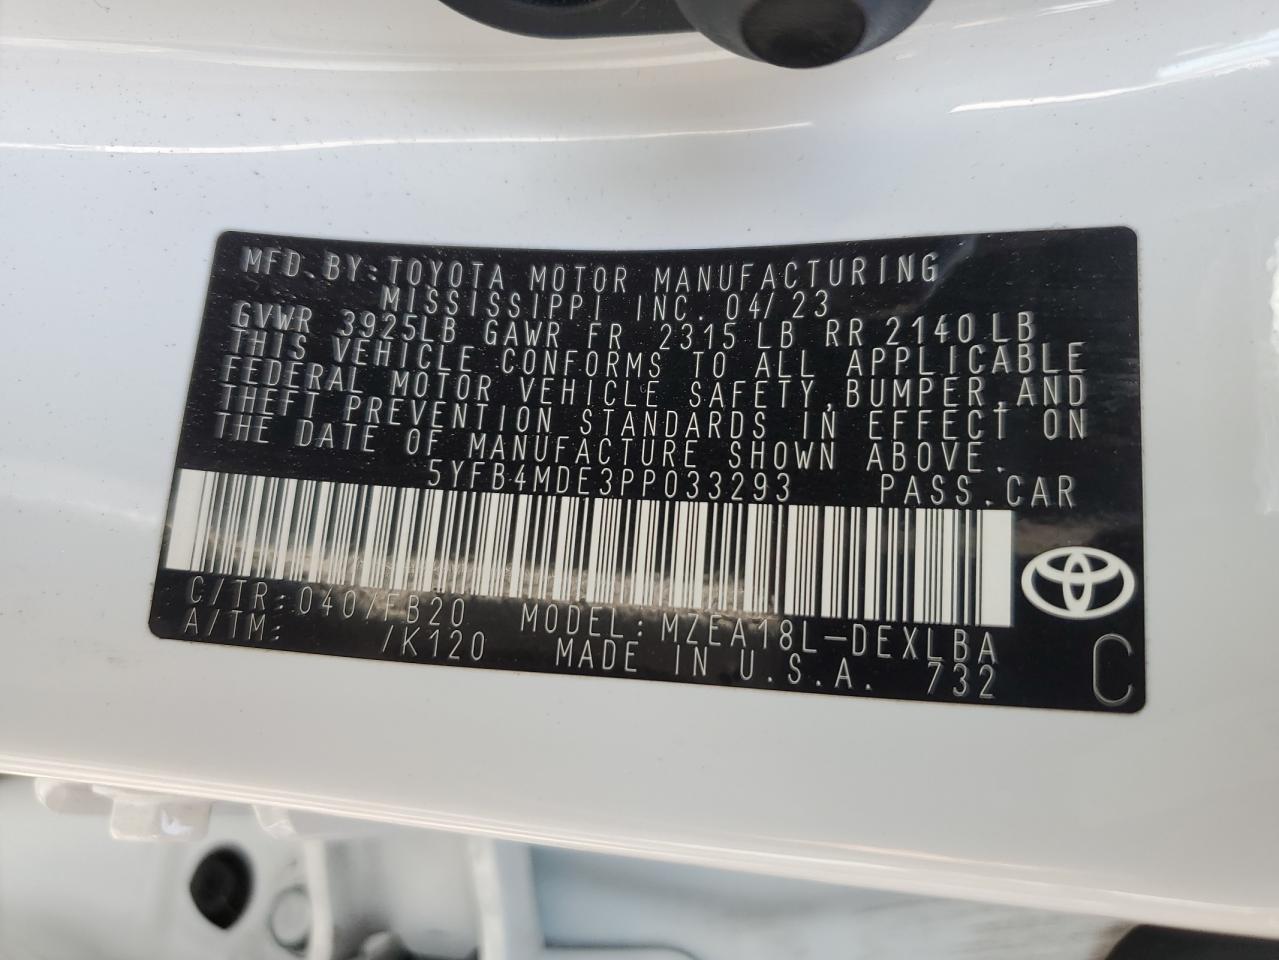 MFD.BY:TOYOTA MOTOR MANUFACTURING
MISSISSIPPI INC. 04/23
GVWR 3925LB GAWR FR 2315LB RR 2140LB
THIS VEHICLE CONFORMS TO ALL APPLICABLE
FEDERAL MOTOR VEHICLE SAFETY,BUMPER,AND
THEFT PREVENTION STANDARDS IN EFFECT ON
THE DATE OF MANUFACTURE SHOWN ABOVE.
5YFB4MDE3PP033293 PASS.CAR
C/TR:040/FB20 MODEL:MZEA18L-DEXLBA
A/TM: /K120 MADE IN U.S.A. 732
C